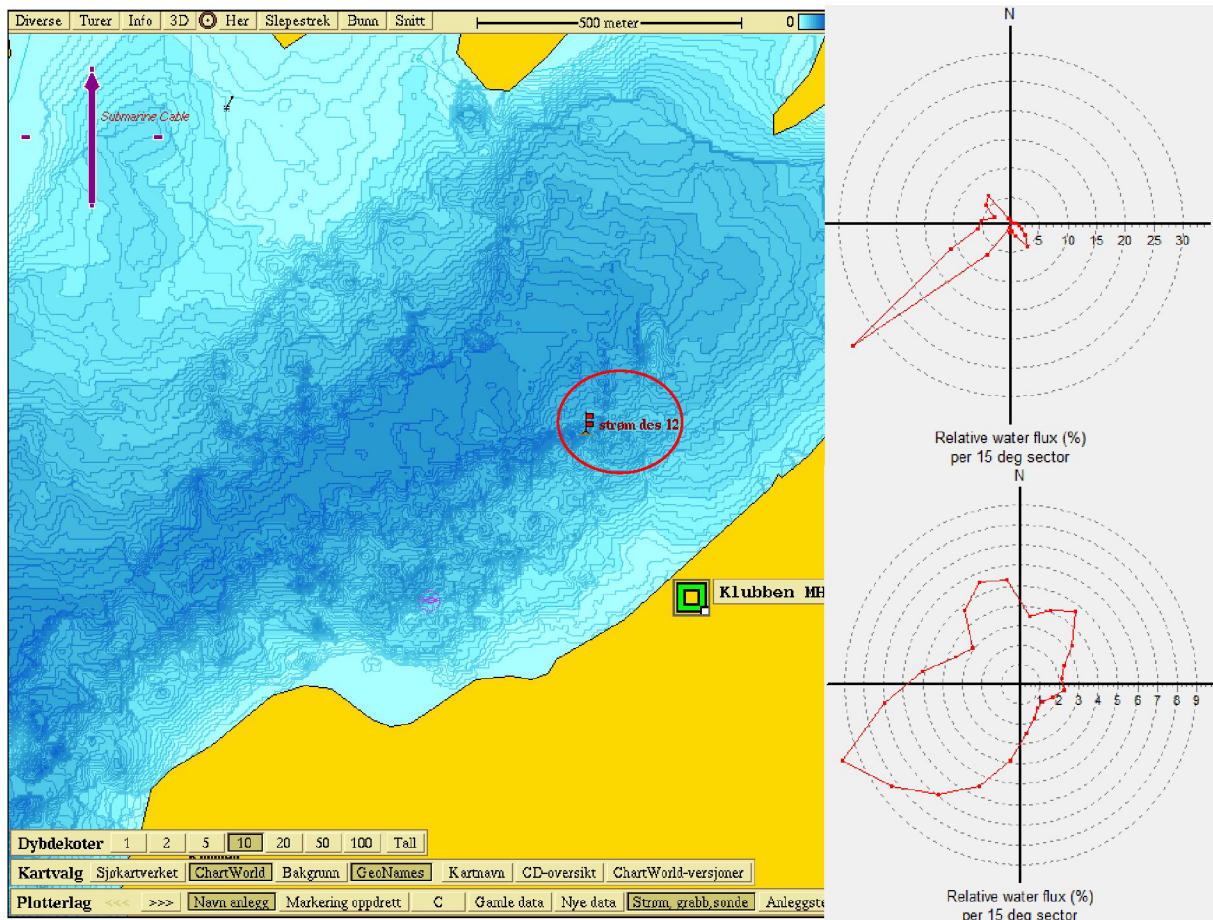 Diverse Turer Info 3D Her Slepestrek Bunn Snitt 500 meter 0
Submarine Cable
strøm des 12
Klubben MH
Dybdekoter 1 2 5 10 20 50 100 Tall
Kartvalg Sjøkartverket ChartWorld Bakgrunn GeoNames Kartnavn CD-oversikt ChartWorld-versjoner
Plotterlag <<< >>> Navn anlegg Markering oppdrett C Gamle data Nye data Strøm, grabb,sonde Anleggste
N
5 10 15 20 25 30
Relative water flux (%)
per 15 deg sector
N
1 2 3 4 5 6 7 8 9
Relative water flux (%)
per 15 deg sector